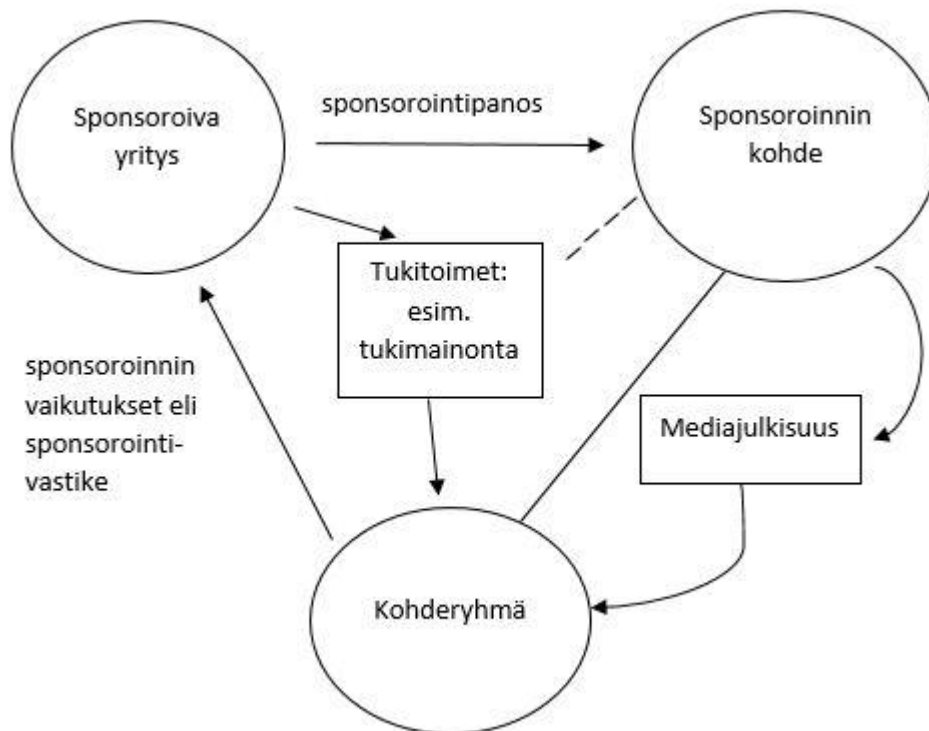 Sponsoroiva
yritys
sponsorointipanos
Sponsoroinnin
kohde
Tukitoimet:
esim.
tukimainonta
sponsoroinnin
vaikutukset eli
sponsorointi-
vastike
Mediajulkisuus
Kohderyhmä